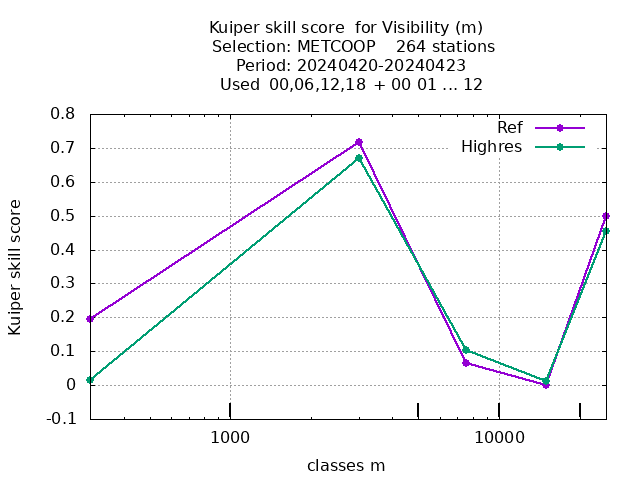 Kuiper skill score  for Visibility (m)
Selection: METCOOP    264 stations
Period: 20240420-20240423
Used  00,06,12,18  + 00 01 ... 12
Ref
Highres
0.8
0.7
0.6
0.5
0.4
0.3
0.2
0.1
0
-0.1
Kuiper skill score
1000
10000
classes m